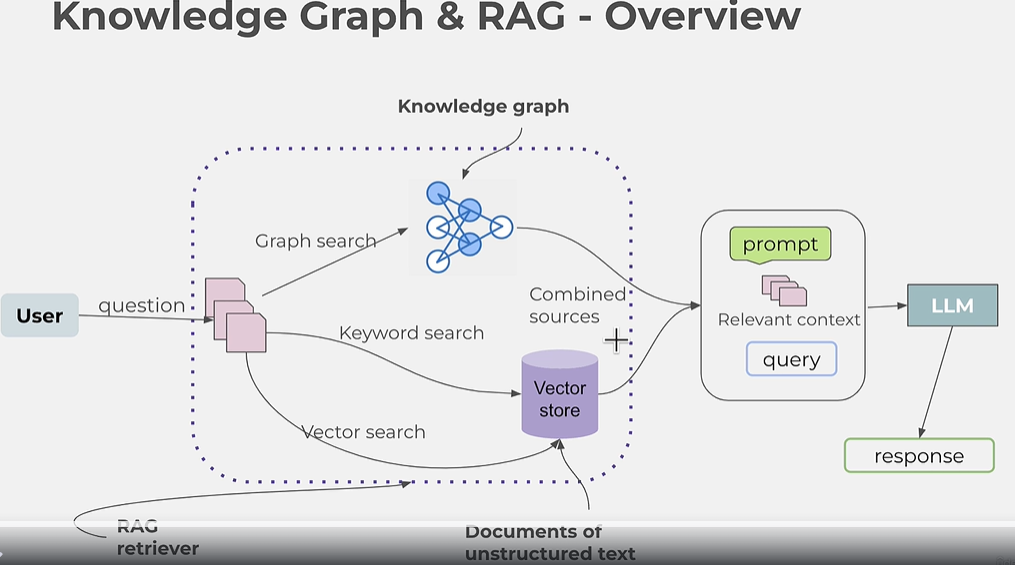 Knowledge Graph & RAG - Overview
Knowledge graph
Graph search
User
question
Keyword search
Vector search
Combined
sources
Vector
store
prompt
Relevant context
query
LLM
response
RAG
retriever
Documents of
unstructured text